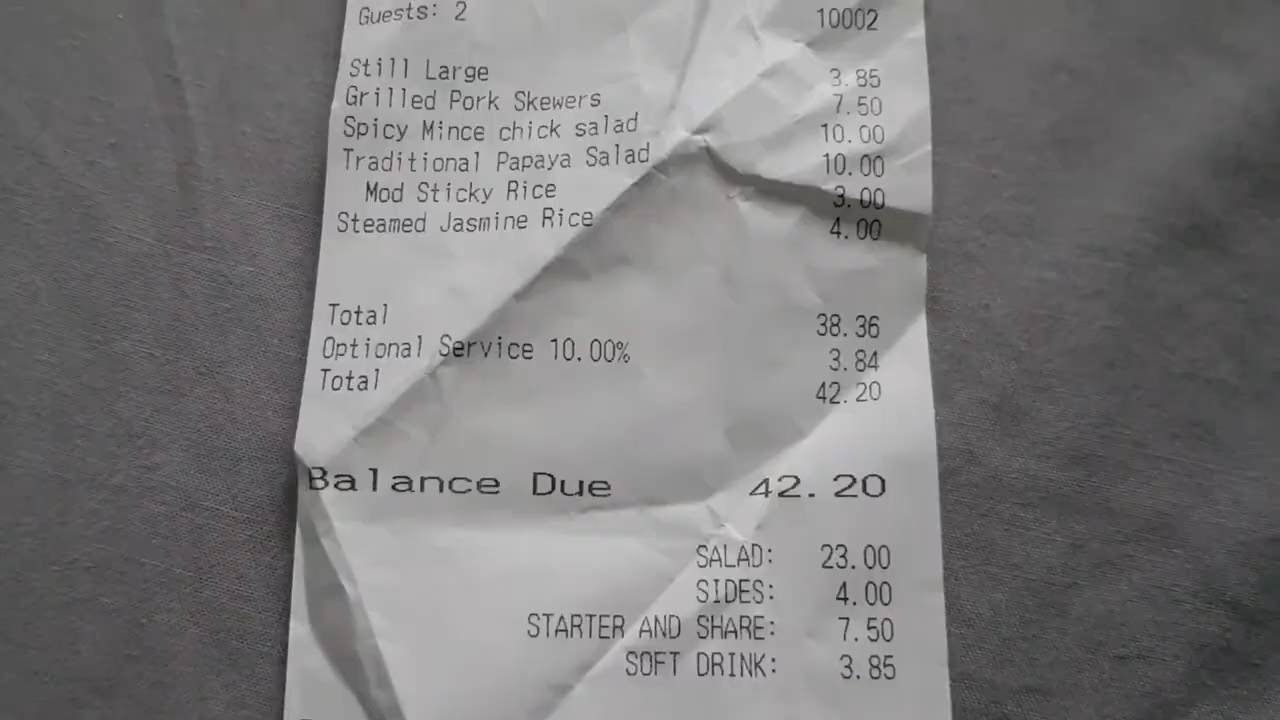 Guests: 2 10002
Still Large 3.85
Grilled Pork Skewers 7.50
Spicy Mince chick salad 10.00
Traditional Papaya Salad 10.00
Mod Sticky Rice 3.00
Steamed Jasmine Rice 4.00
Total 38.36
Optional Service 10.00% 3.84
Total 42.20
Balance Due 42.20
SALAD: 23.00
SIDES: 4.00
STARTER AND SHARE: 7.50
SOFT DRINK: 3.85